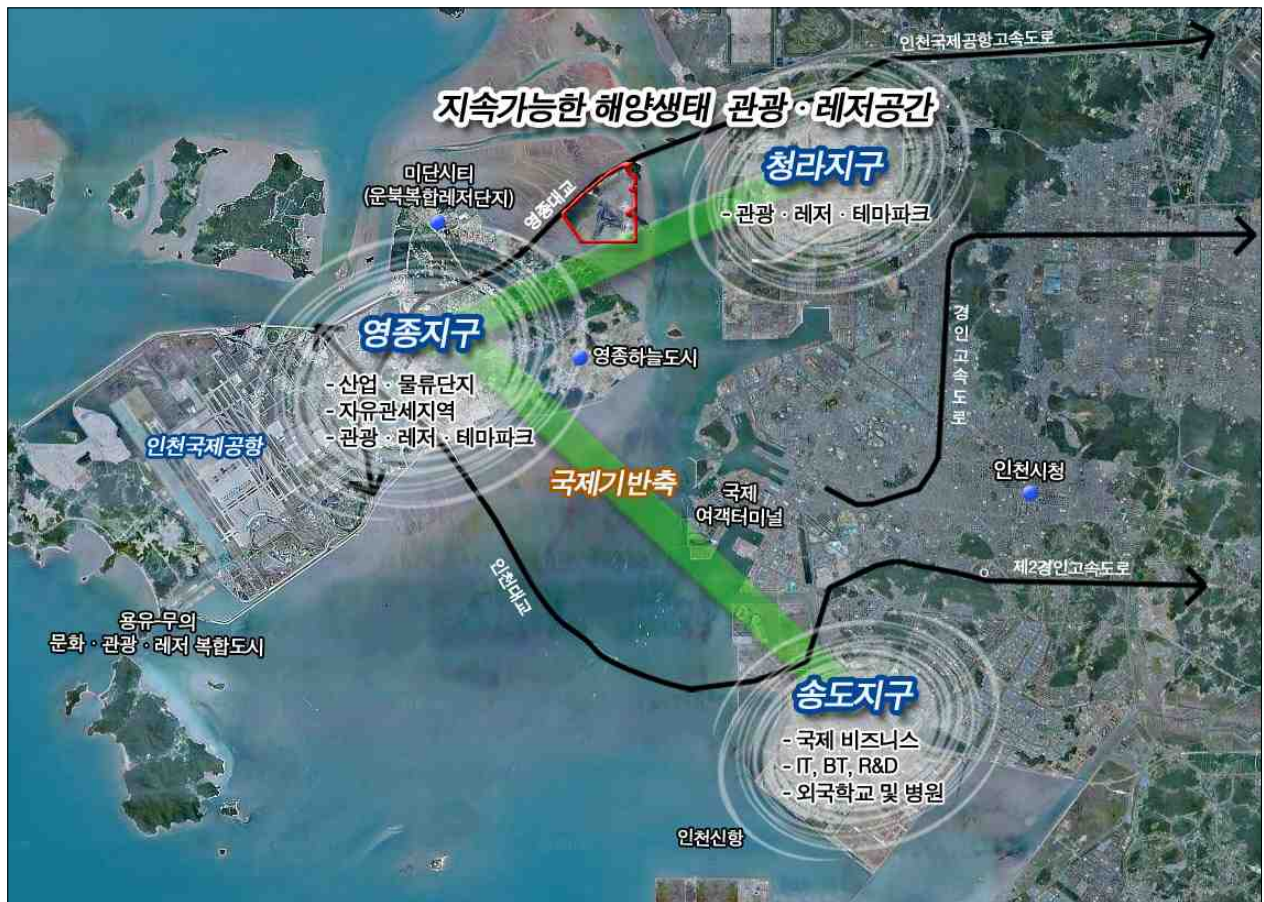 인천국제공항고속도로
지속가능한 해양생태 관광·레저공간
청라지구
- 관광·레저·테마파크
미단시티
(운북복합레저단지)
영종대교
영종지구
- 산업·물류단지
- 자유관세지역
- 관광·레저·테마파크
영종하늘도시
경인고속도로
인천국제공항
국제기반축
국제
여객터미널
인천시청
인천대교
제2경인고속도로
용유-무의
문화·관광·레저 복합도시
송도지구
- 국제 비즈니스
- IT, BT, R&D
- 외국학교 및 병원
인천신항